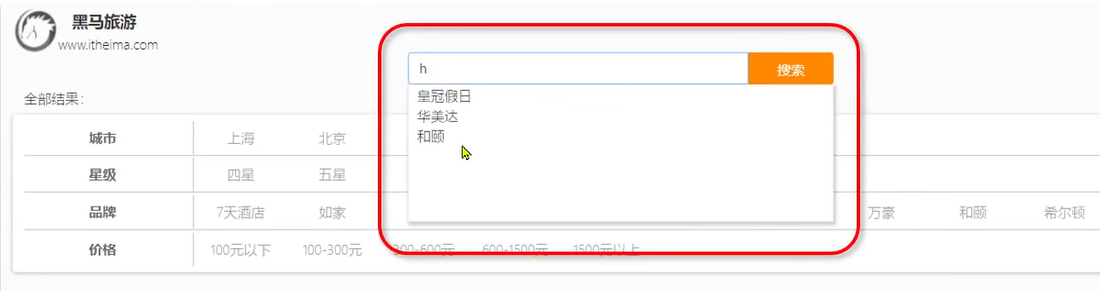 黑马旅游
www.itheima.com
h 搜索
皇冠假日
华美达
和颐
全部结果:
城市 上海 北京
星级 四星 五星
品牌 7天酒店 如家 万豪 和颐 希尔顿
价格 100元以下 100-300元 300-600元 600-1500元 1500元以上